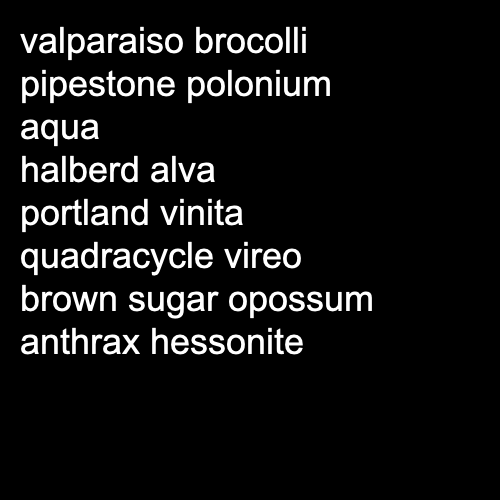 valparaiso brocolli
pipestone polonium
aqua
halberd alva
portland vinita
quadracycle vireo
brown sugar opossum
anthrax hessonite